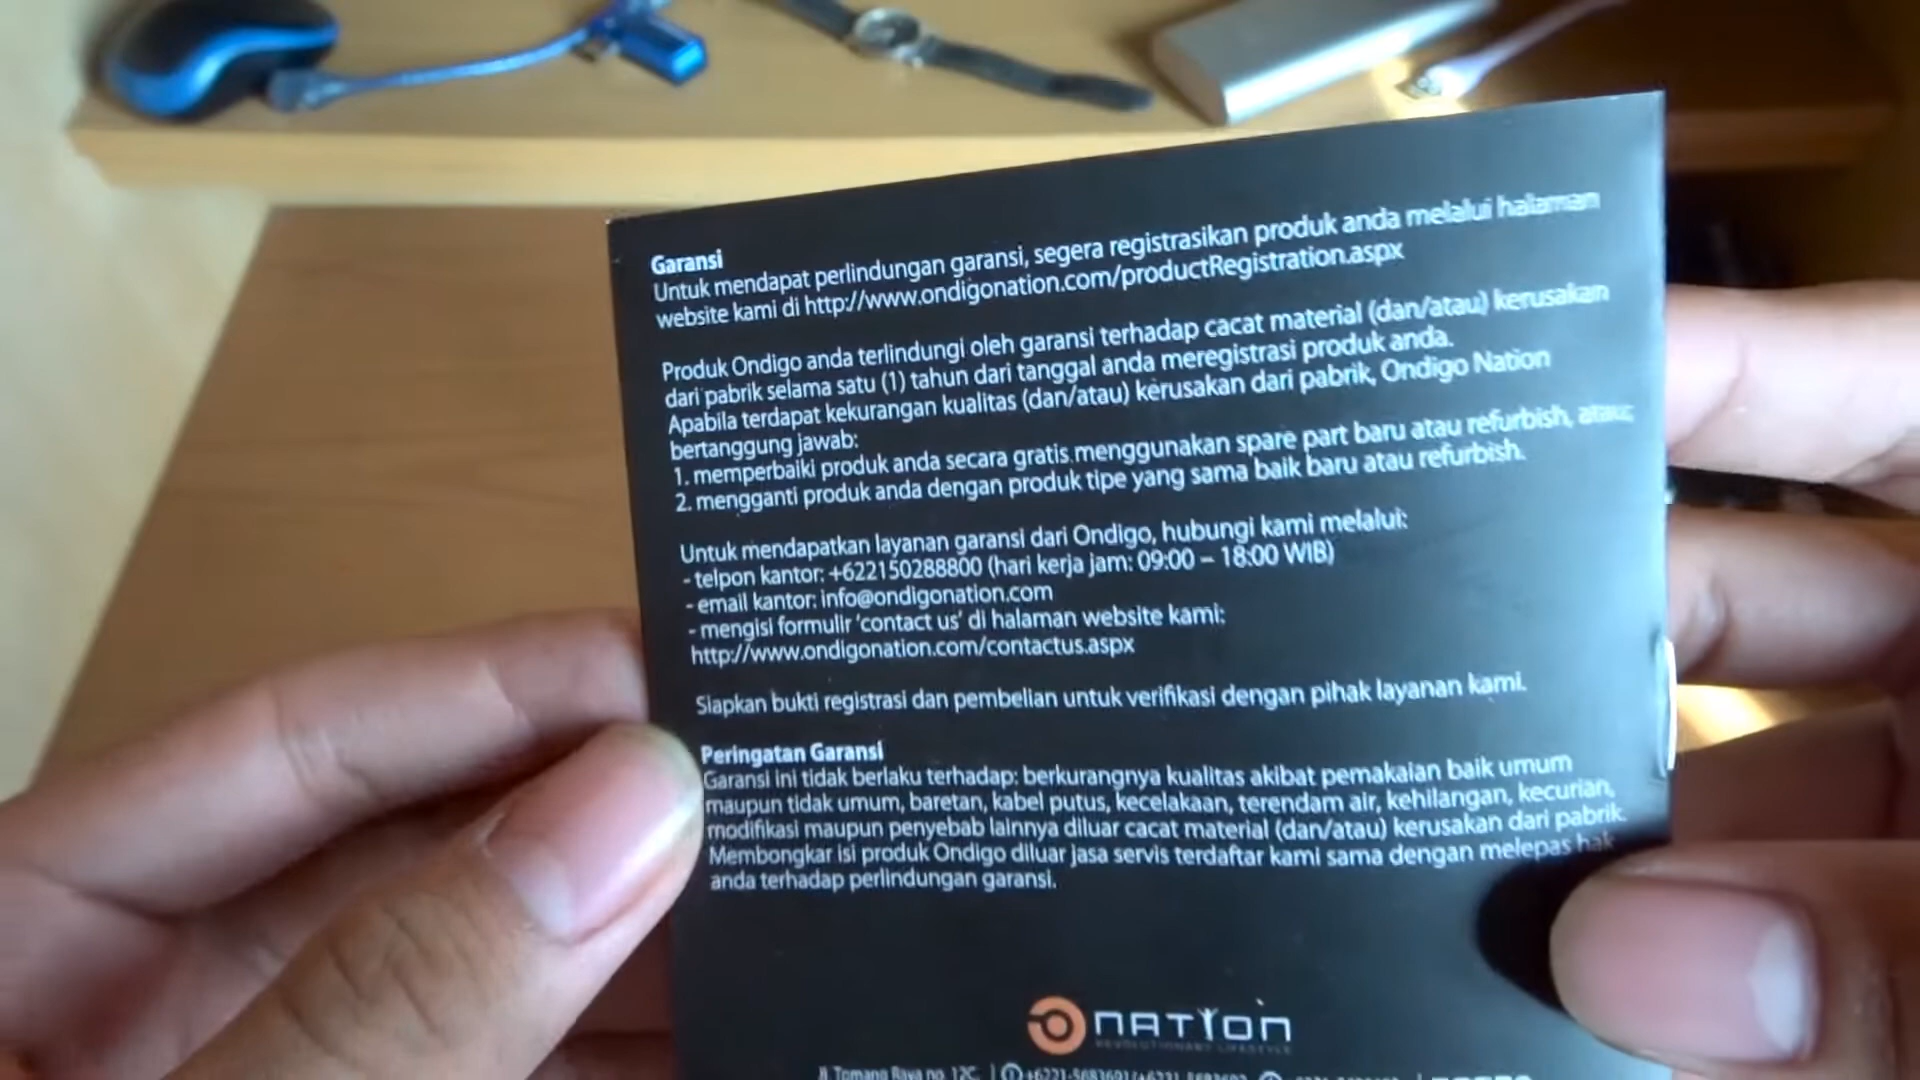 Garansi
Untuk mendapat perlindungan garansi, segera registrasikan produk anda melalui halaman
website kami di http://www.ondigonation.com/productRegistration.aspx
Produk Ondigo anda terlindungi oleh garansi terhadap cacat material (dan/atau) kerusakan
dari pabrik selama satu (1) tahun dari tanggal anda meregistrasi produk anda.
Apabila terdapat kekurangan kualitas (dan/atau) kerusakan dari pabrik, Ondigo Nation
bertanggung jawab:
1. memperbaiki produk anda secara gratis menggunakan spare part baru atau refurbish, atau;
2. mengganti produk anda dengan produk tipe yang sama baik baru atau refurbish.
Untuk mendapatkan layanan garansi dari Ondigo, hubungi kami melalui:
- telpon kantor: +622150288800 (hari kerja jam: 09:00 – 18:00 WIB)
- email kantor: info@ondigonation.com
- mengisi formulir 'contact us' di halaman website kami:
http://www.ondigonation.com/contactus.aspx
Siapkan bukti registrasi dan pembelian untuk verifikasi dengan pihak layanan kami.
Peringatan Garansi
Garansi ini tidak berlaku terhadap: berkurangnya kualitas akibat pemakaian baik umum
maupun tidak umum, baretan, kabel putus, kecelakaan, terendam air, kehilangan, kecurian,
modifikasi maupun penyebab lainnya diluar cacat material (dan/atau) kerusakan dari pabrik.
Membongkar isi produk Ondigo diluar jasa servis terdaftar kami sama dengan melepas hak
anda terhadap perlindungan garansi.
NATION
REVOLUTIONARY LIFESTYLE
Jl. Tomang Raya no. 12C,